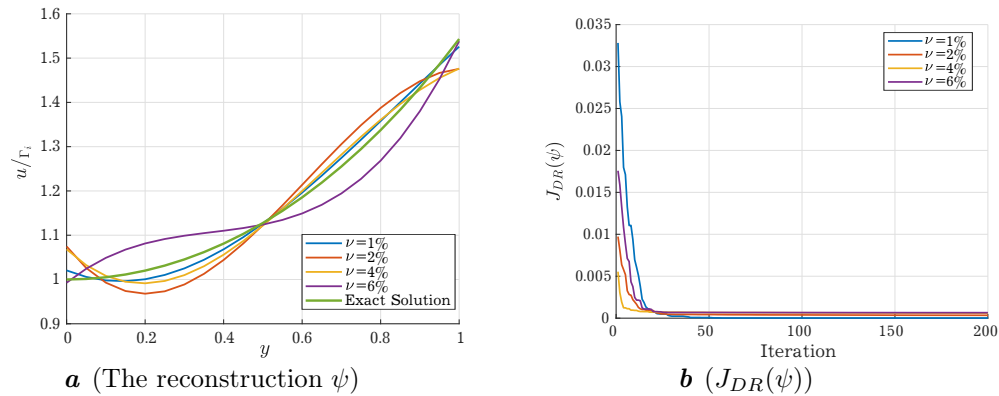 1.6
1.5
1.4
1.3
1.2
1.1
1
0.9
u/Γi
0 0.2 0.4 0.6 0.8 1
y
ν=1%
ν=2%
ν=4%
ν=6%
Exact Solution
a (The reconstruction ψ)
0.035
0.03
0.025
0.02
0.015
0.01
0.005
0
J_DR(ψ)
0 50 100 150 200
Iteration
ν=1%
ν=2%
ν=4%
ν=6%
b (J_DR(ψ))